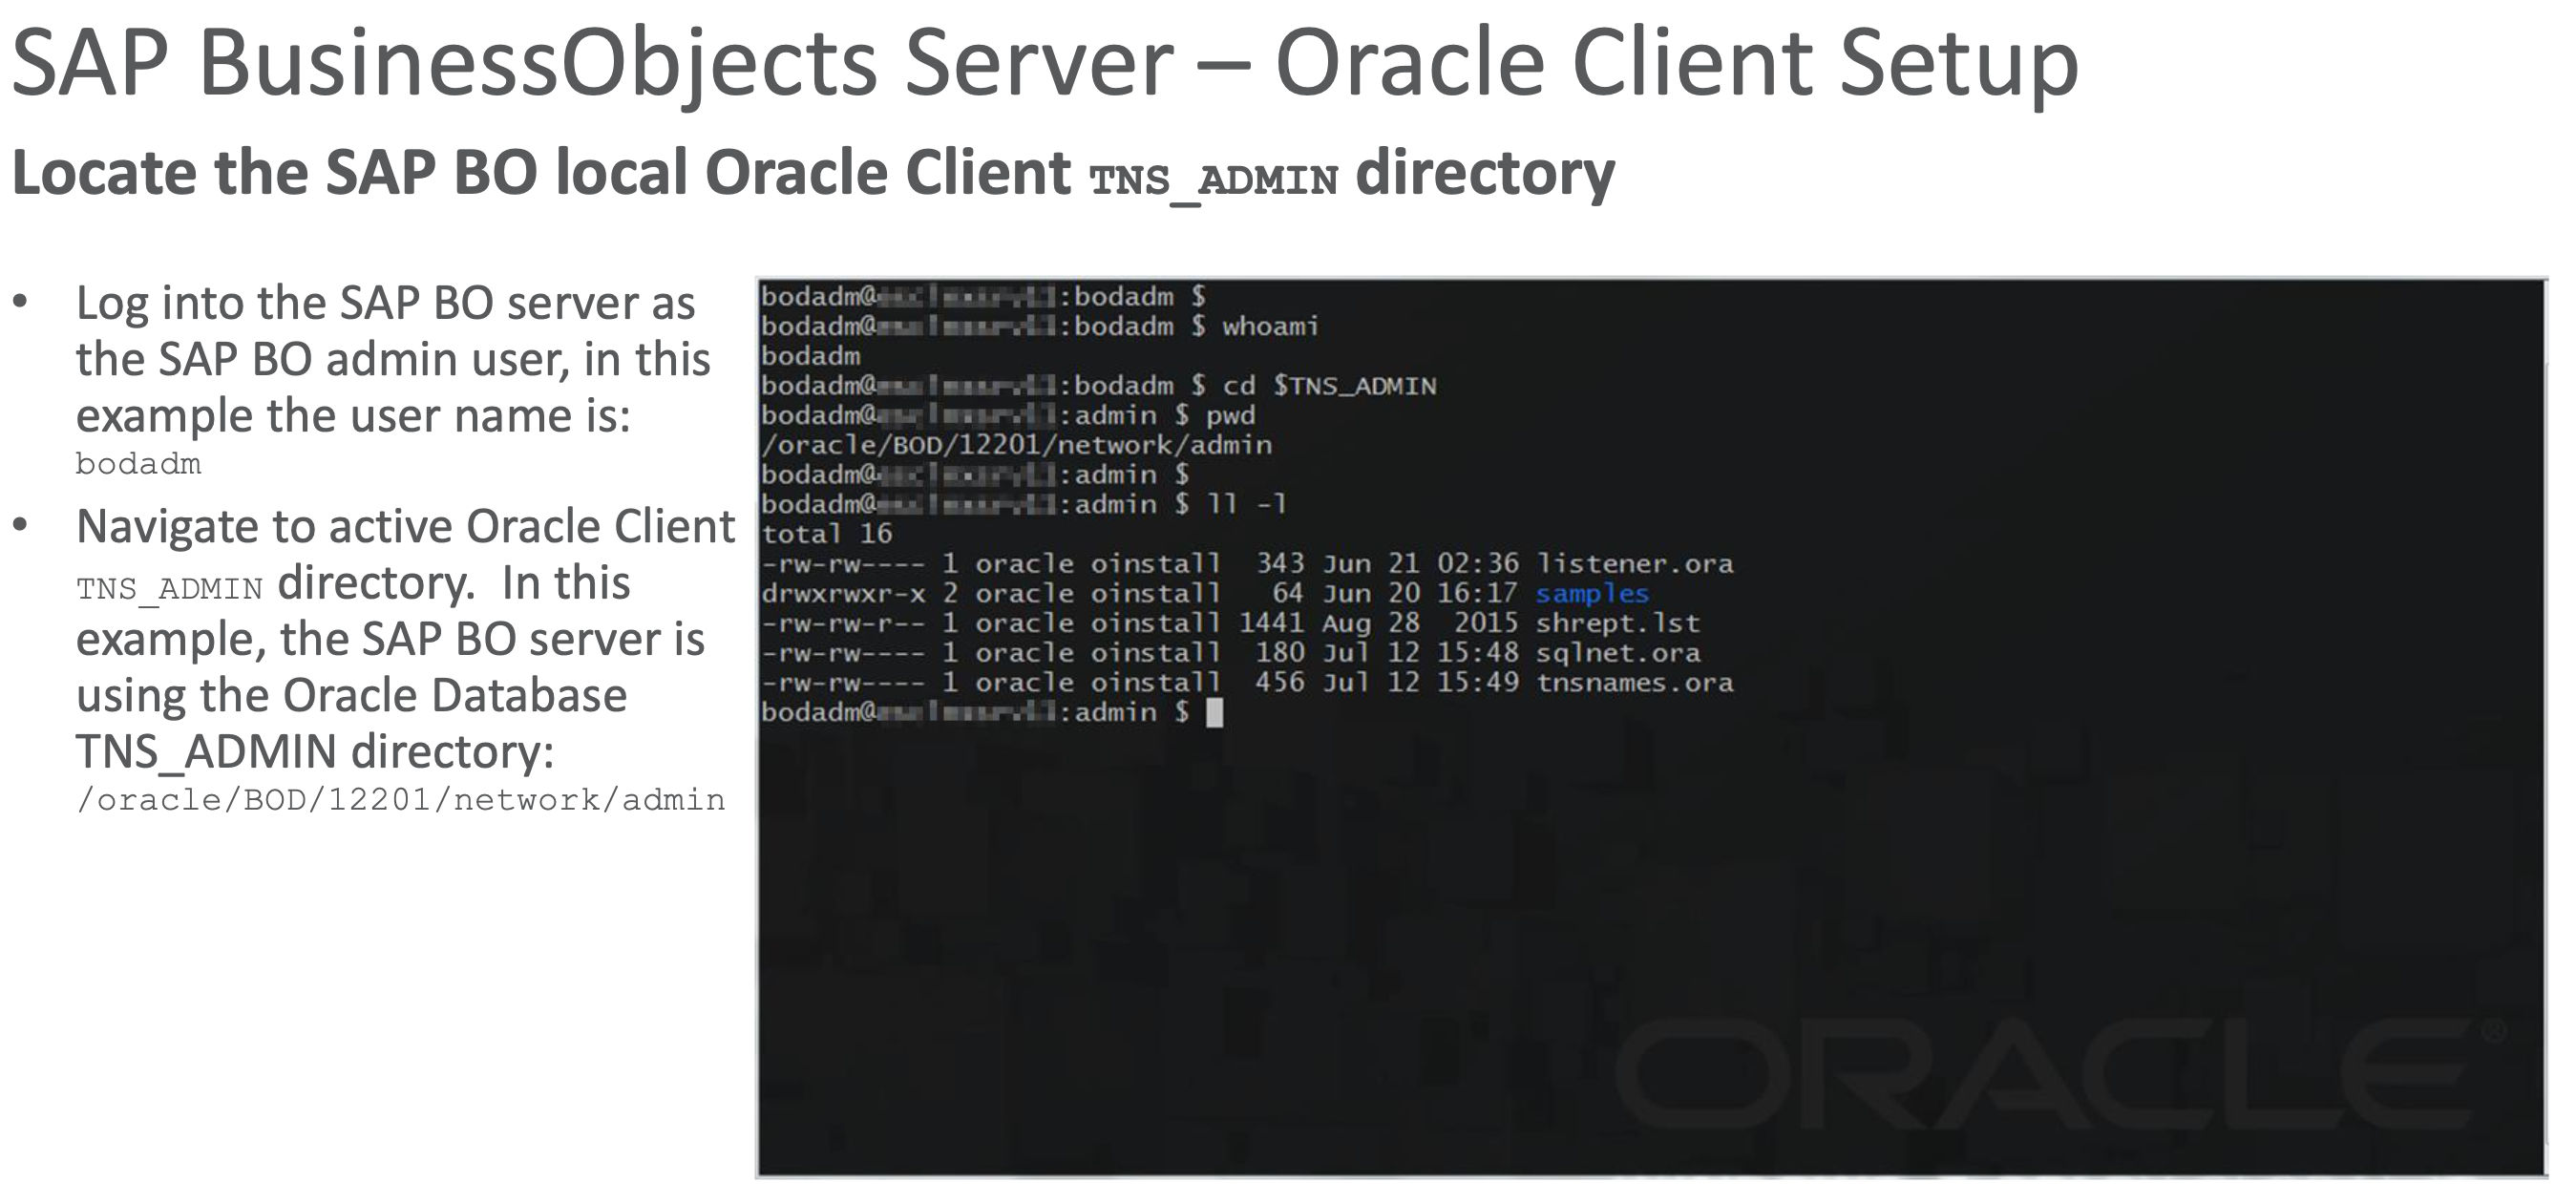 SAP BusinessObjects Server – Oracle Client Setup
Locate the SAP BO local Oracle Client TNS_ADMIN directory
• Log into the SAP BO server as
the SAP BO admin user, in this
example the user name is:
bodadm
• Navigate to active Oracle Client
TNS_ADMIN directory.  In this
example, the SAP BO server is
using the Oracle Database
TNS_ADMIN directory:
/oracle/BOD/12201/network/admin
bodadm@ :bodadm $
bodadm@ :bodadm $ whoami
bodadm
bodadm@ :bodadm $ cd $TNS_ADMIN
bodadm@ :admin $ pwd
/oracle/BOD/12201/network/admin
bodadm@ :admin $
bodadm@ :admin $ ll -l
total 16
-rw-rw---- 1 oracle oinstall  343 Jun 21 02:36 listener.ora
drwxrwxr-x 2 oracle oinstall   64 Jun 20 16:17 samples
-rw-rw-r-- 1 oracle oinstall 1441 Aug 28  2015 shrept.lst
-rw-rw---- 1 oracle oinstall  180 Jul 12 15:48 sqlnet.ora
-rw-rw---- 1 oracle oinstall  456 Jul 12 15:49 tnsnames.ora
bodadm@ :admin $
ORACLE®